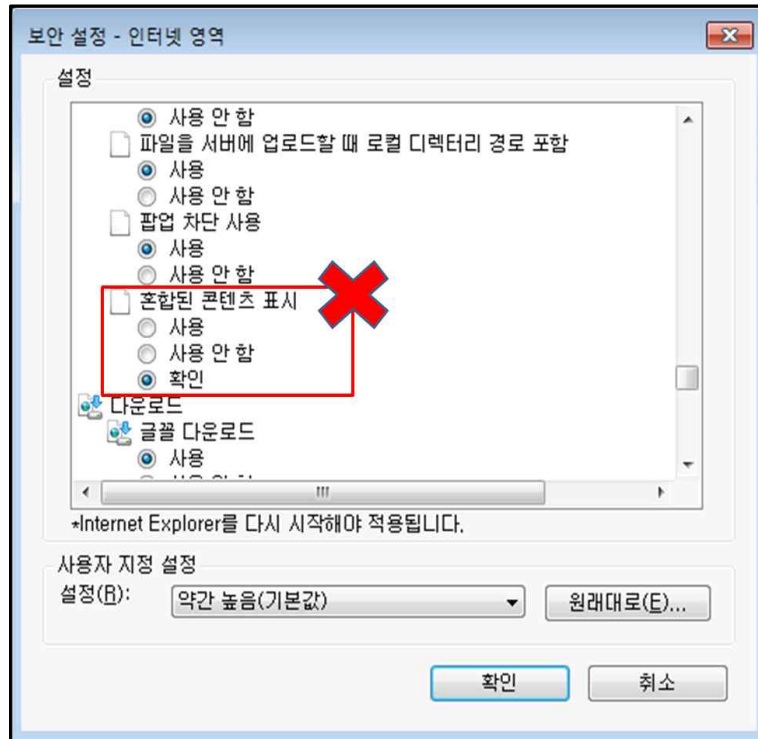 보안 설정 - 인터넷 영역
설정
사용 안 함
파일을 서버에 업로드할 때 로컬 디렉터리 경로 포함
사용
사용 안 함
팝업 차단 사용
사용
사용 안 함
혼합된 콘텐츠 표시
사용
사용 안 함
확인
다운로드
글꼴 다운로드
사용
*Internet Explorer를 다시 시작해야 적용됩니다.
사용자 지정 설정
설정(R): 약간 높음(기본값) 원래대로(E)...
확인 취소